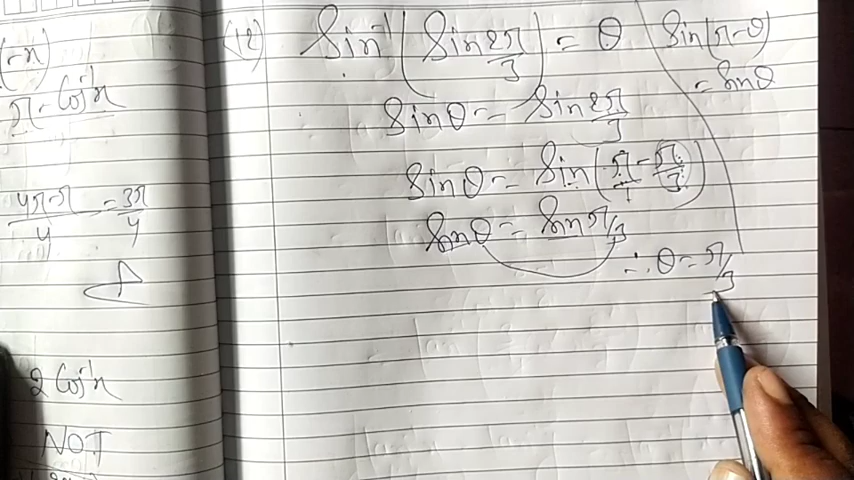 (-x)
π-Cos⁻¹x
(4π-π)/4 = 3π/4
2 Cos⁻¹x
NOT
(12) Sin⁻¹(Sin 2π/3) = θ
Sinθ = Sin 2π/3
Sinθ = Sin(π/1 - π/3)
Sinθ = Sin π/3
∴ θ = π/3
Sin(π-θ)
= Sinθ